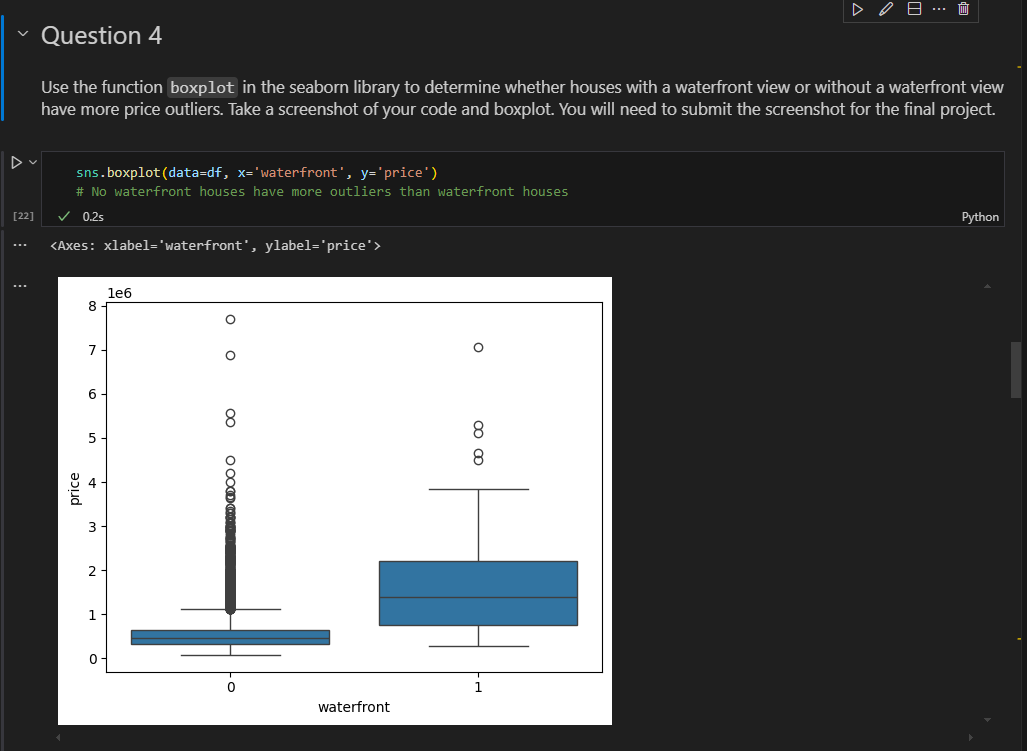 Question 4
Use the function boxplot in the seaborn library to determine whether houses with a waterfront view or without a waterfront view
have more price outliers. Take a screenshot of your code and boxplot. You will need to submit the screenshot for the final project.
sns.boxplot(data=df, x='waterfront', y='price')
# No waterfront houses have more outliers than waterfront houses
[22]
0.2s
Python
<Axes: xlabel='waterfront', ylabel='price'>
1e6
8
7
6
5
4
3
2
1
0
price
0
1
waterfront